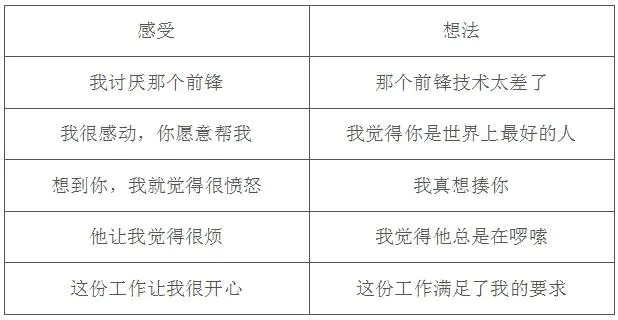 感受 想法
我讨厌那个前锋 那个前锋技术太差了
我很感动，你愿意帮我 我觉得你是世界上最好的人
想到你，我就觉得很愤怒 我真想揍你
他让我觉得很烦 我觉得他总是在啰嗦
这份工作让我很开心 这份工作满足了我的要求